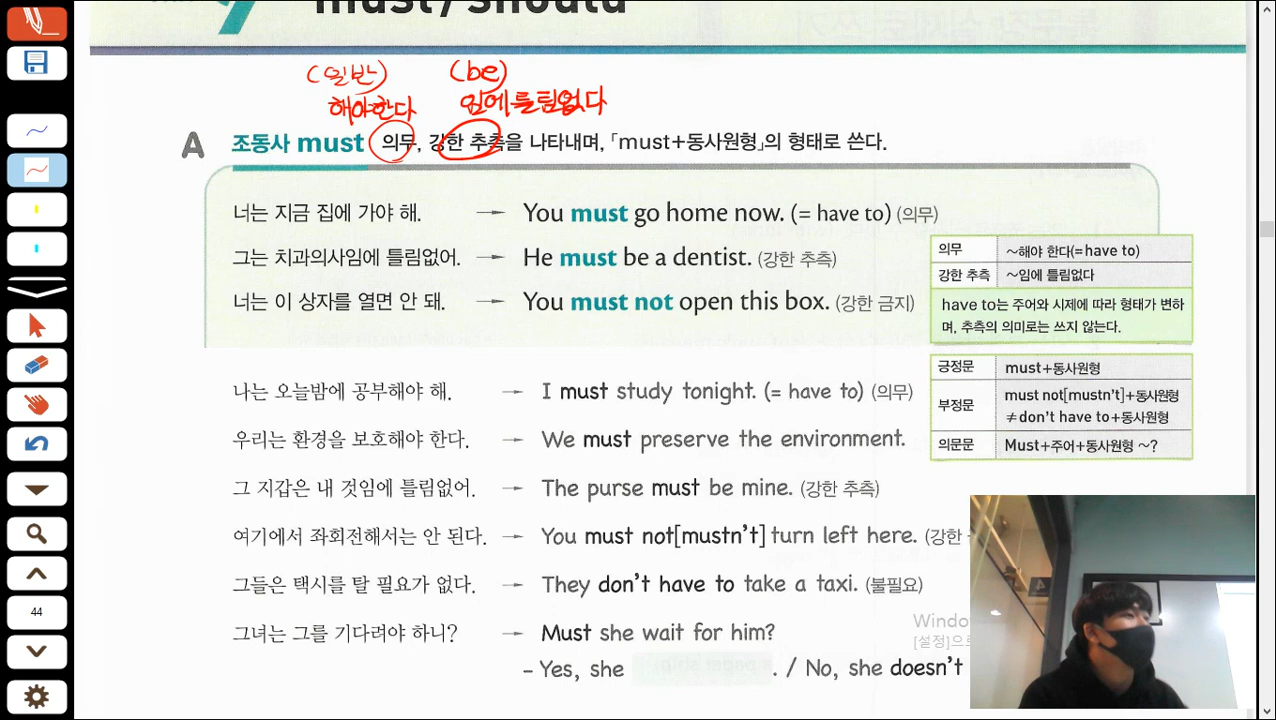 must / should
(일반) (be)
해야한다 임에 틀림없다
A 조동사 must 의무, 강한 추측을 나타내며, 「must+동사원형」의 형태로 쓴다.
너는 지금 집에 가야 해. → You must go home now. (= have to) (의무)
그는 치과의사임에 틀림없어. → He must be a dentist. (강한 추측)
너는 이 상자를 열면 안 돼. → You must not open this box. (강한 금지)
의무 ~해야 한다(=have to)
강한 추측 ~임에 틀림없다
have to는 주어와 시제에 따라 형태가 변하
며, 추측의 의미로는 쓰지 않는다.
나는 오늘밤에 공부해야 해. → I must study tonight. (= have to) (의무)
우리는 환경을 보호해야 한다. → We must preserve the environment.
그 지갑은 내 것임에 틀림없어. → The purse must be mine. (강한 추측)
여기에서 좌회전해서는 안 된다. → You must not[mustn't] turn left here. (강한
그들은 택시를 탈 필요가 없다. → They don't have to take a taxi. (불필요)
그녀는 그를 기다려야 하니? → Must she wait for him?
– Yes, she . / No, she doesn't
긍정문 must+동사원형
부정문 must not[mustn't]+동사원형
≠don't have to+동사원형
의문문 Must+주어+동사원형 ~?
Windo
[설정]으로
44